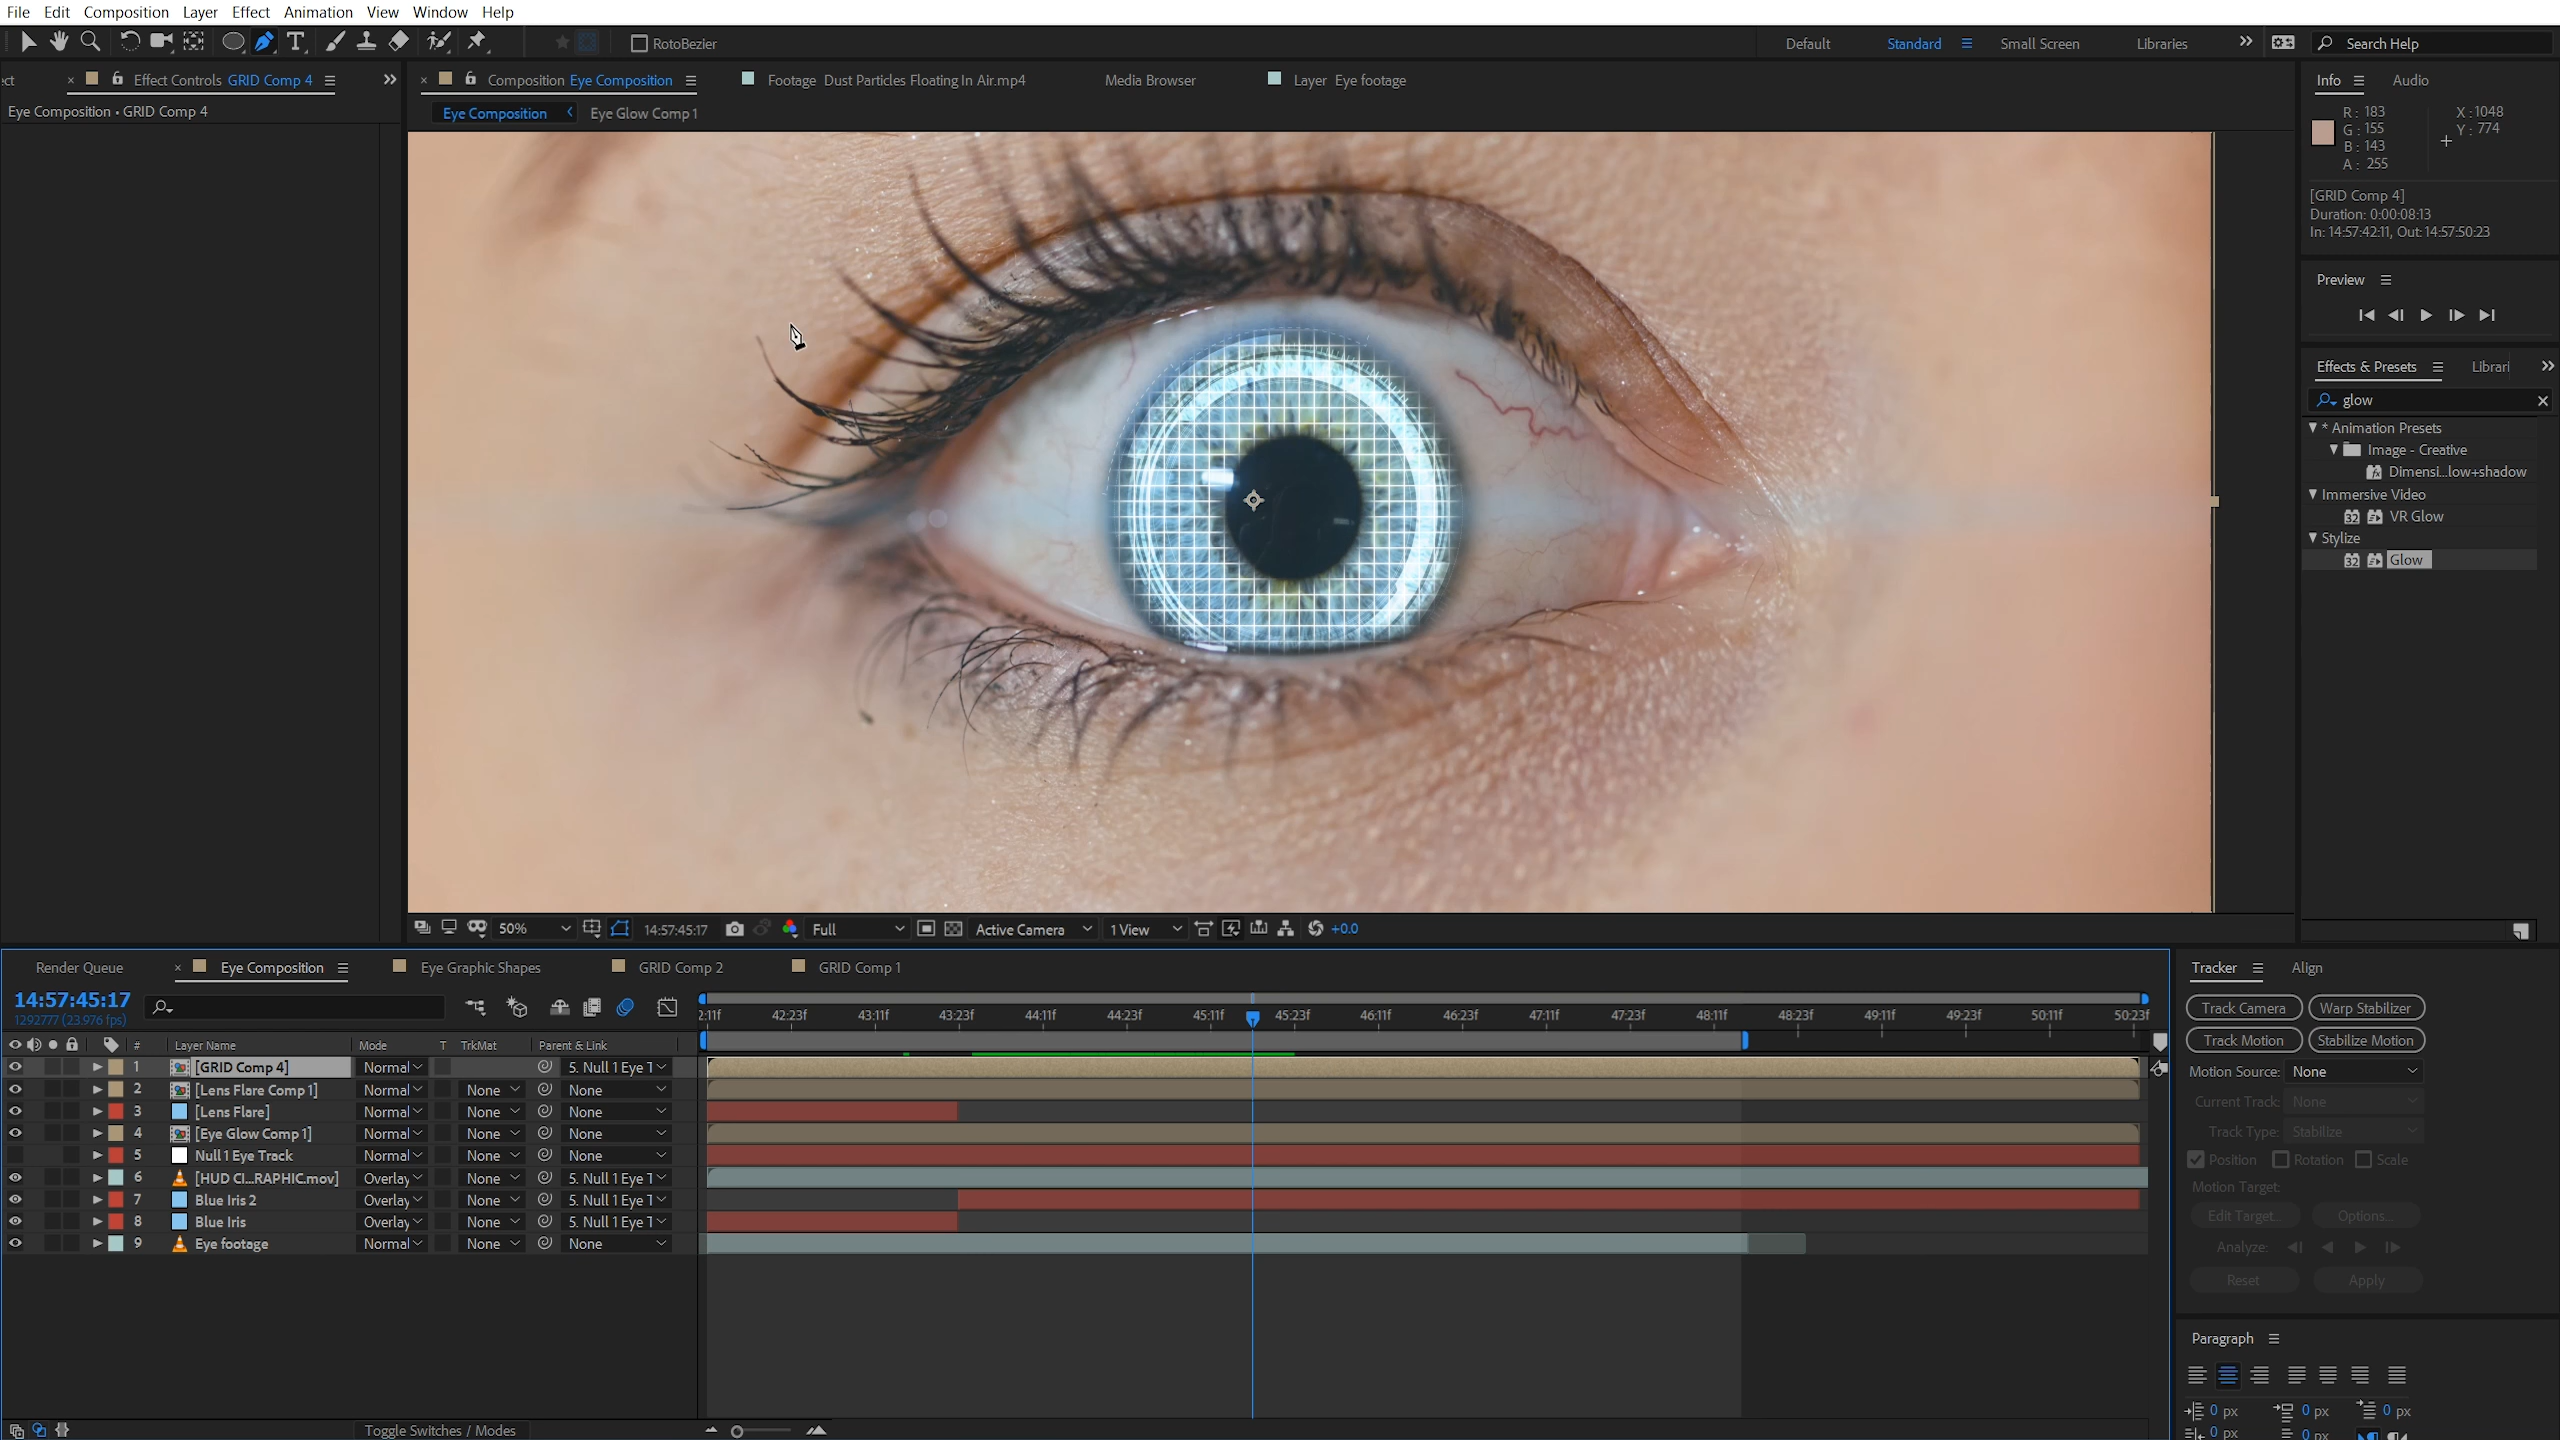 File Edit Composition Layer Effect Animation View Window Help
RotoBezier
Default Standard Small Screen Libraries Search Help
ect × Effect Controls GRID Comp 4
× Composition Eye Composition Footage Dust Particles Floating In Air.mp4 Media Browser Layer Eye footage
Info Audio
Eye Composition • GRID Comp 4
Eye Composition Eye Glow Comp 1
R: 183
G: 155
B: 143
A: 255
X: 1048
Y: 774
[GRID Comp 4]
Duration: 0:00:08:13
In: 14:57:42:11, Out: 14:57:50:23
Preview
Effects & Presets Librari
glow
* Animation Presets
Image - Creative
Dimensi...low+shadow
Immersive Video
32 VR Glow
Stylize
32 Glow
50% 14:57:45:17 Full Active Camera 1 View +0.0
Render Queue × Eye Composition Eye Graphic Shapes GRID Comp 2 GRID Comp 1
14:57:45:17
1292777 (23.976 fps)
2:11f 42:23f 43:11f 43:23f 44:11f 44:23f 45:11f 45:23f 46:11f 46:23f 47:11f 47:23f 48:11f 48:23f 49:11f 49:23f 50:11f 50:23f
# Layer Name Mode T TrkMat Parent & Link
1 [GRID Comp 4] Normal 5. Null 1 Eye T
2 [Lens Flare Comp 1] Normal None None
3 [Lens Flare] Normal None None
4 [Eye Glow Comp 1] Normal None None
5 Null 1 Eye Track Normal None None
6 [HUD CI...RAPHIC.mov] Overlay None 5. Null 1 Eye T
7 Blue Iris 2 Overlay None 5. Null 1 Eye T
8 Blue Iris Overlay None 5. Null 1 Eye T
9 Eye footage Normal None None
Toggle Switches / Modes
Tracker Align
Track Camera Warp Stabilizer
Track Motion Stabilize Motion
Motion Source: None
Current Track: None
Track Type: Stabilize
Position Rotation Scale
Motion Target:
Edit Target... Options...
Analyze:
Reset Apply
Paragraph
0 px 0 px 0 px
0 px 0 px